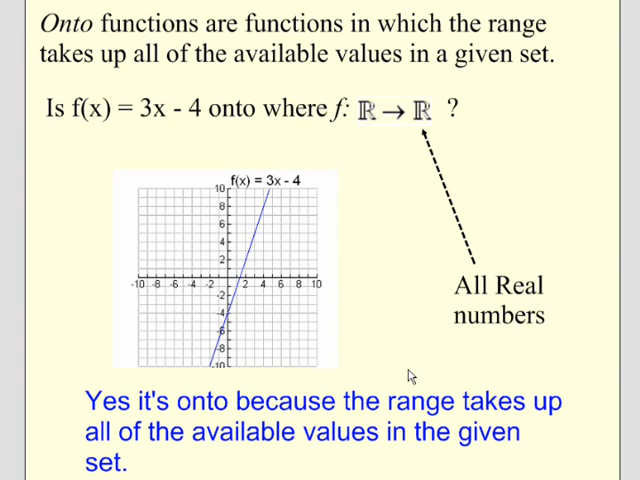 Onto functions are functions in which the range
takes up all of the available values in a given set.
Is f(x) = 3x - 4 onto where f: ℝ → ℝ ?
f(x) = 3x - 4
10
8
6
4
2
-10 -8 -6 -4 -2 2 4 6 8 10
-2
-4
-6
-8
-10
All Real
numbers
Yes it's onto because the range takes up
all of the available values in the given
set.